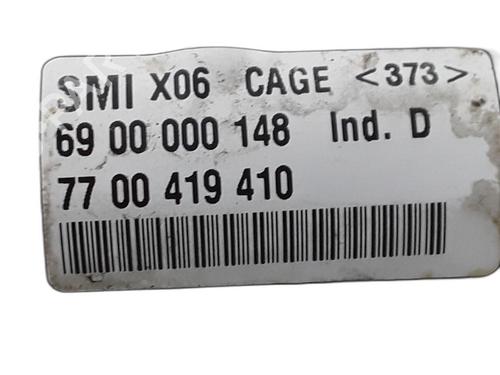 SMI X06 CAGE <373>
69 00 000 148 Ind. D
77 00 419 410